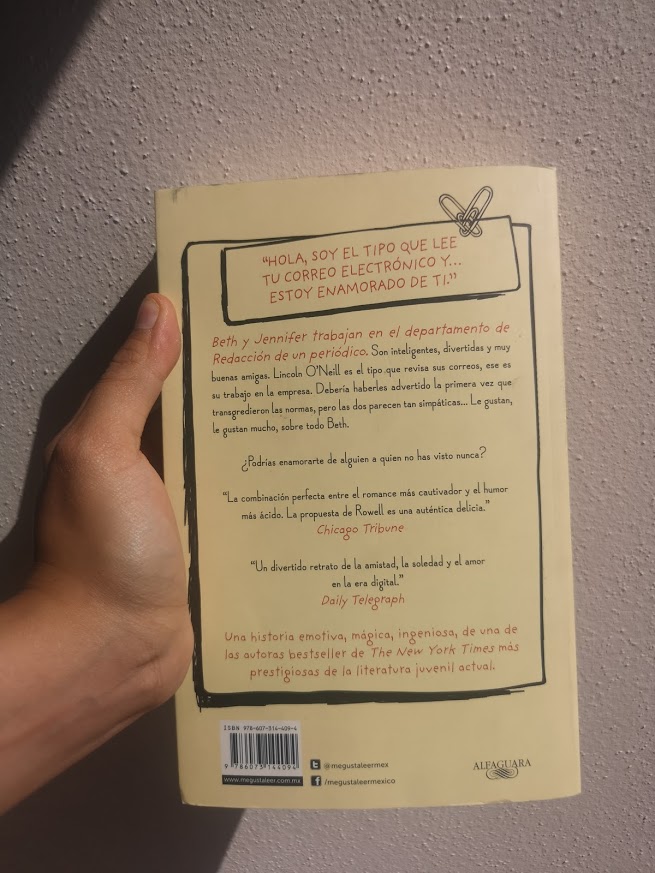 “HOLA, SOY EL TIPO QUE LEE
TU CORREO ELECTRÓNICO Y...
ESTOY ENAMORADO DE TI.”
Beth y Jennifer trabajan en el departamento de
Redacción de un periódico. Son inteligentes, divertidas y muy
buenas amigas. Lincoln O’Neill es el tipo que revisa sus correos, ese es
su trabajo en la empresa. Debería haberles advertido la primera vez que
transgredieron las normas, pero las dos parecen tan simpáticas... Le gustan,
le gustan mucho, sobre todo Beth.
¿Podrías enamorarte de alguien a quien no has visto nunca?
“La combinación perfecta entre el romance más cautivador y el humor
más ácido. La propuesta de Rowell es una auténtica delicia.”
Chicago Tribune
“Un divertido retrato de la amistad, la soledad y el amor
en la era digital.”
Daily Telegraph
Una historia emotiva, mágica, ingeniosa, de una de
las autoras bestseller de The New York Times más
prestigiosas de la literatura juvenil actual.
ISBN 978-607-314-409-4
9 786073 144094
www.megustaleer.com.mx
@megustaleermex
/megustaleermexico
ALFAGUARA